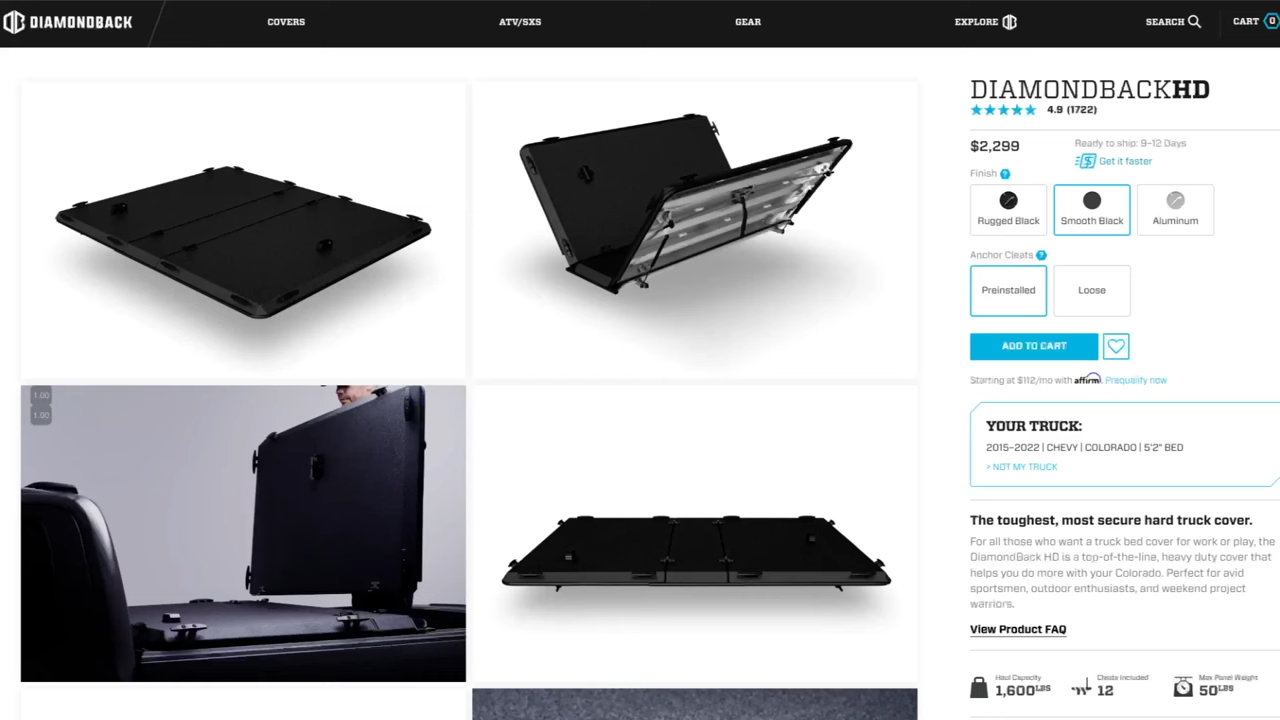 DIAMONDBACK
COVERS
ATV/SXS
GEAR
EXPLORE
SEARCH
CART 0
DIAMONDBACKHD
4.9 (1722)
$2,299
Ready to ship: 9-12 Days
Get it faster
Finish ?
Rugged Black
Smooth Black
Aluminum
Anchor Cleats ?
Preinstalled
Loose
ADD TO CART
Starting at $112/mo with affirm. Prequalify now
YOUR TRUCK:
2015-2022 | CHEVY | COLORADO | 5'2" BED
> NOT MY TRUCK
1.00
1.00
The toughest, most secure hard truck cover.
For all those who want a truck bed cover for work or play, the
DiamondBack HD is a top-of-the-line, heavy duty cover that
helps you do more with your Colorado. Perfect for avid
sportsmen, outdoor enthusiasts, and weekend project
warriors.
View Product FAQ
Haul Capacity
1,600LBS
Cleats Included
12
Max Panel Weight
50LBS